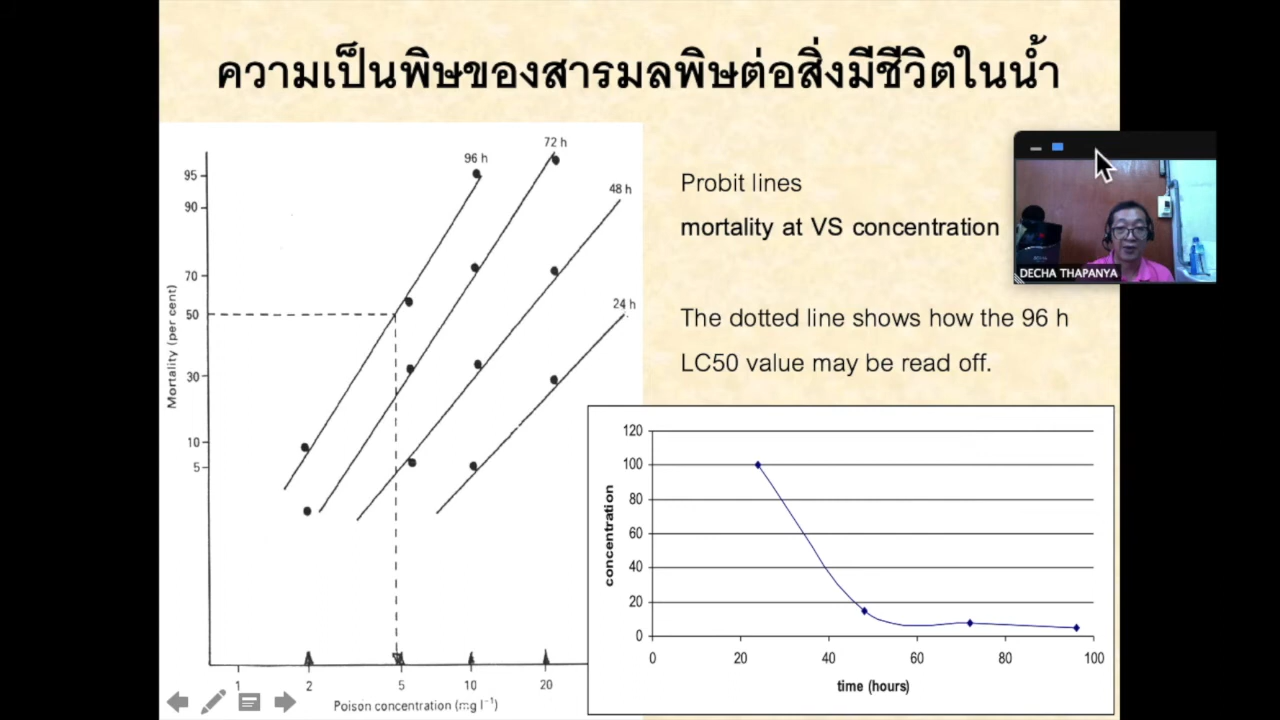 ความเป็นพิษของสารมลพิษต่อสิ่งมีชีวิตในน้ำ
Probit lines
mortality at VS concentration
The dotted line shows how the 96 h
LC50 value may be read off.
DECHA THAPANYA
96 h
72 h
48 h
24 h
Mortality (per cent)
95
90
70
50
30
10
5
1
2
5
10
20
Poison concentration (mg l⁻¹)
concentration
120
100
80
60
40
20
0
0
20
40
60
80
100
time (hours)